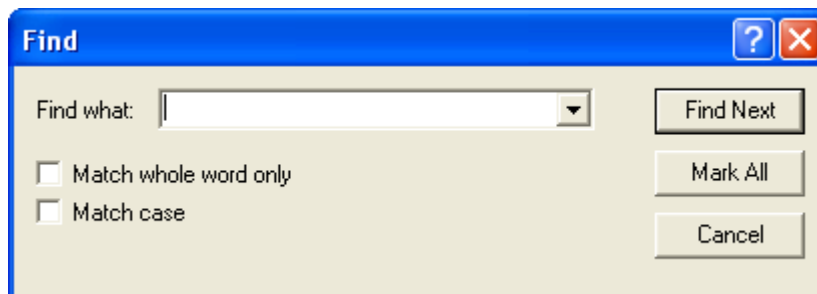 Find
Find what:
Find Next
Match whole word only
Mark All
Match case
Cancel